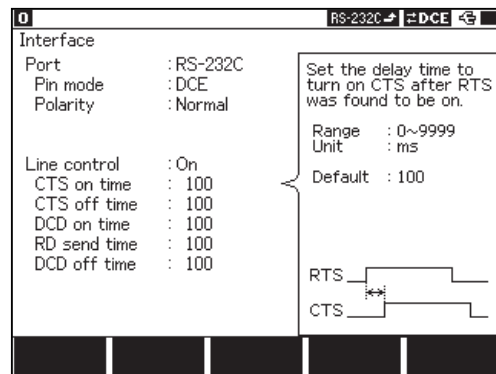 0
RS-232C DCE
Interface
Port : RS-232C
Pin mode : DCE
Polarity : Normal
Line control : On
CTS on time : 100
CTS off time : 100
DCD on time : 100
RD send time : 100
DCD off time : 100
Set the delay time to
turn on CTS after RTS
was found to be on.
Range : 0~9999
Unit : ms
Default : 100
RTS
CTS